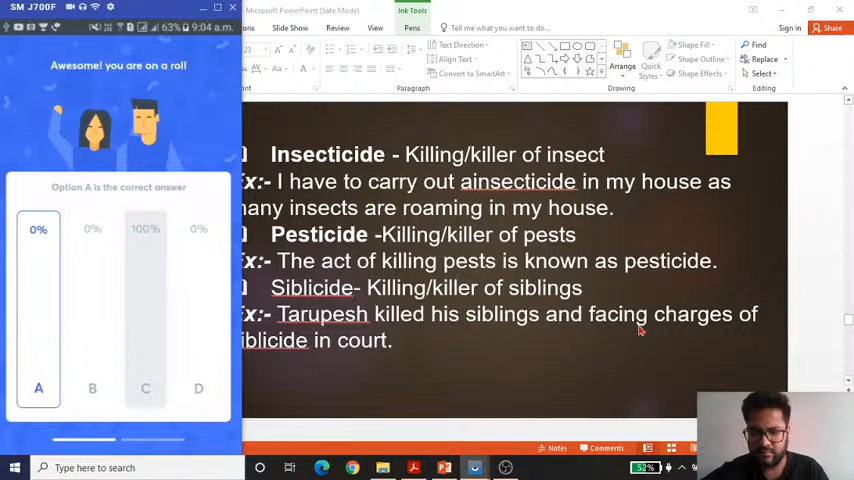 SM J700F
63% 9:04 a.m.
Awesome! you are on a roll
Option A is the correct answer
0% 0% 100% 0%
A B C D
PowerPoint (Safe Mode)
Ink Tools
Slide Show Review View Pens Tell me what you want to do...
Sign in Share
23
Text Direction
Align Text
Convert to SmartArt
Paragraph
Arrange
Quick
Styles
Shape Fill
Shape Outline
Shape Effects
Drawing
Find
Replace
Select
Editing
Insecticide - Killing/killer of insect
Ex:- I have to carry out ainsecticide in my house as
many insects are roaming in my house.
Pesticide -Killing/killer of pests
Ex:- The act of killing pests is known as pesticide.
Siblicide- Killing/killer of siblings
Ex:- Tarupesh killed his siblings and facing charges of
siblicide in court.
Notes Comments
Type here to search
52%